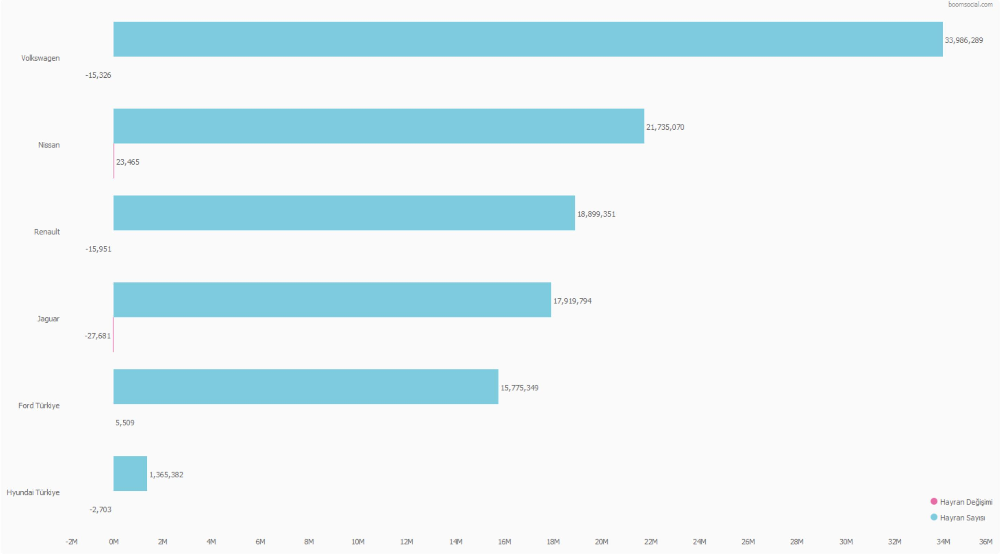 boomsocial.com
33,986,289
Volkswagen
-15,326
21,735,070
Nissan
23,465
18,899,351
Renault
-15,951
17,919,794
Jaguar
-27,681
15,775,349
Ford Türkiye
5,509
1,365,382
Hyundai Türkiye
-2,703
Hayran Değişimi
Hayran Sayısı
-2M 0M 2M 4M 6M 8M 10M 12M 14M 16M 18M 20M 22M 24M 26M 28M 30M 32M 34M 36M